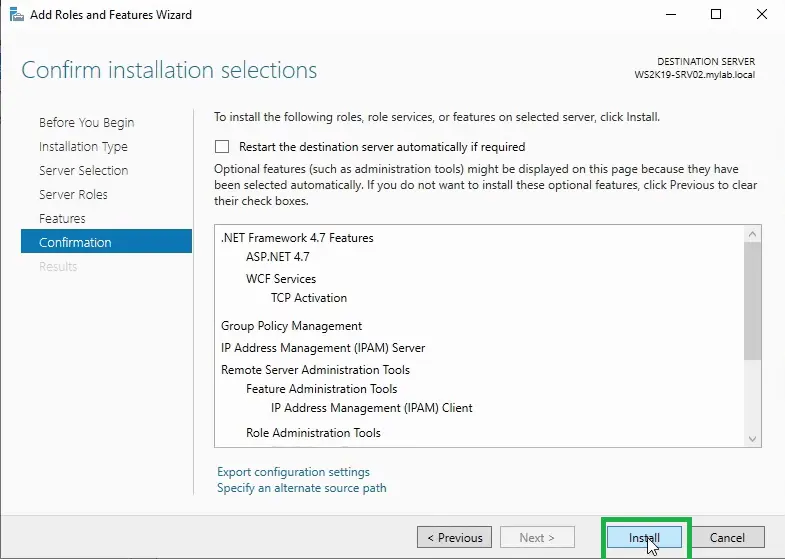 Add Roles and Features Wizard
Confirm installation selections
DESTINATION SERVER
WS2K19-SRV02.mylab.local
Before You Begin
Installation Type
Server Selection
Server Roles
Features
Confirmation
Results
To install the following roles, role services, or features on selected server, click Install.
Restart the destination server automatically if required
Optional features (such as administration tools) might be displayed on this page because they have
been selected automatically. If you do not want to install these optional features, click Previous to clear
their check boxes.
.NET Framework 4.7 Features
ASP.NET 4.7
WCF Services
TCP Activation
Group Policy Management
IP Address Management (IPAM) Server
Remote Server Administration Tools
Feature Administration Tools
IP Address Management (IPAM) Client
Role Administration Tools
Export configuration settings
Specify an alternate source path
< Previous
Next >
Install
Cancel